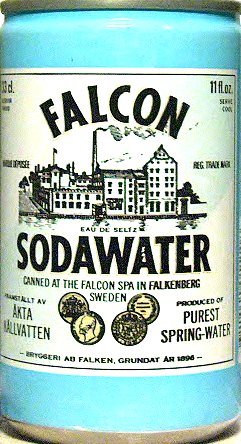 33 cl.
11 fl.oz.
SERVE
COOL
FALCON
MARQUE DEPOSÉE
REG. TRADE MARK
EAU DE SELTZ
SODAWATER
CANNED AT THE FALCON SPA IN FALKENBERG
SWEDEN
FRAMSTÄLLT AV
ÄKTA
KÄLLVATTEN
PRODUCED OF
PUREST
SPRING-WATER
– BRYGGERI AB FALKEN, GRUNDAT ÅR 1896 –